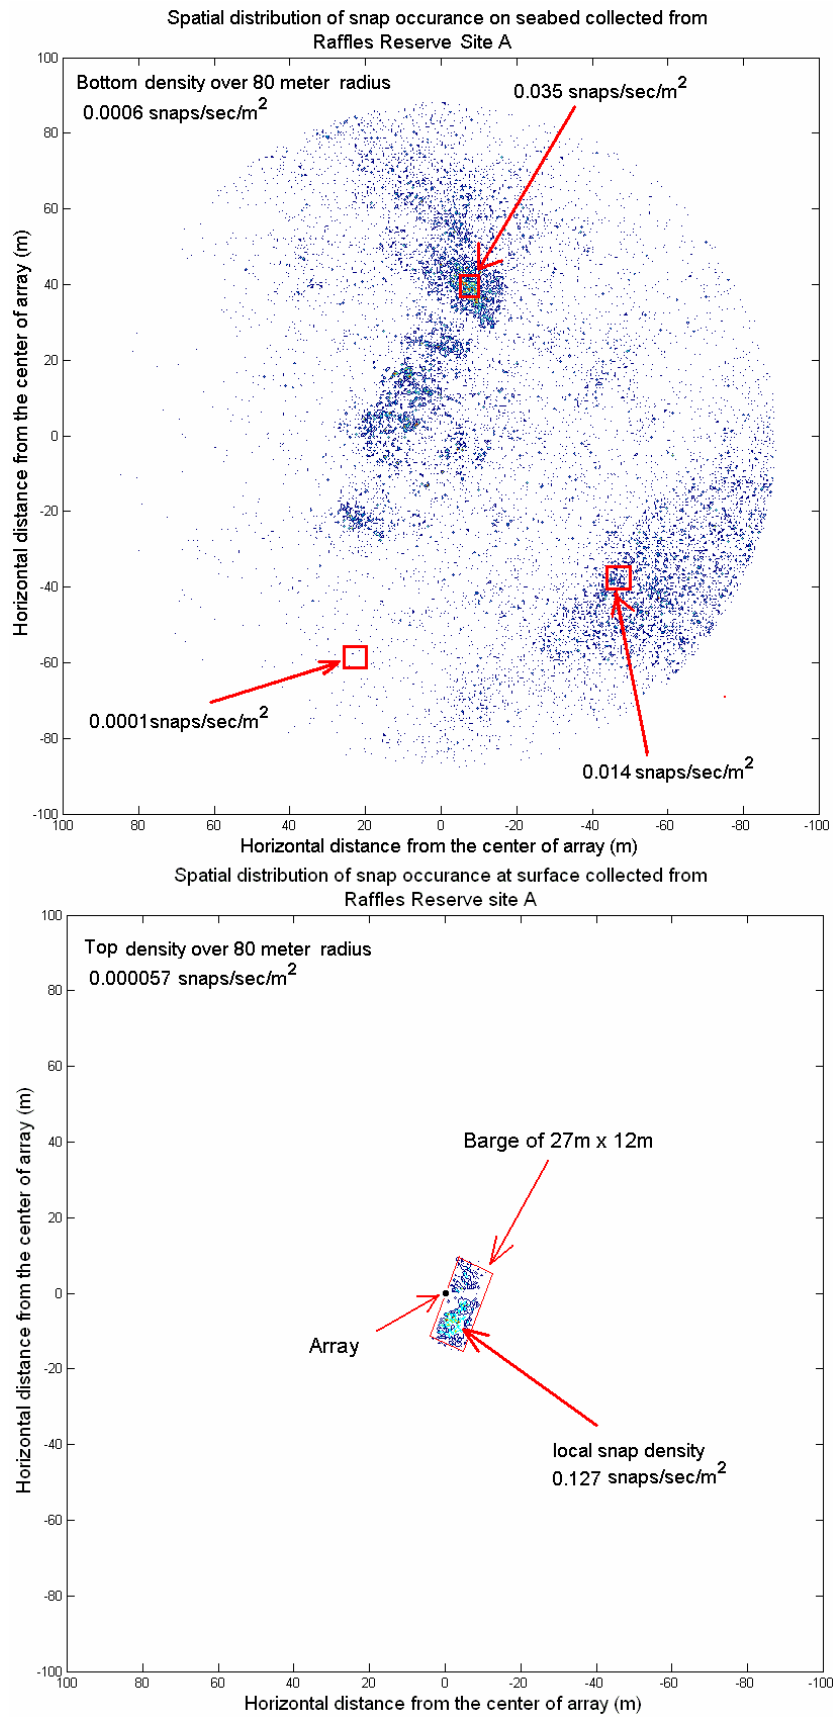 Spatial distribution of snap occurance on seabed collected from
Raffles Reserve Site A
Bottom density over 80 meter radius
0.0006 snaps/sec/m²
0.035 snaps/sec/m²
0.0001 snaps/sec/m²
0.014 snaps/sec/m²
Horizontal distance from the center of array (m)
100
80
60
40
20
0
-20
-40
-60
-80
-100
100 80 60 40 20 0 -20 -40 -60 -80 -100
Horizontal distance from the center of array (m)
Spatial distribution of snap occurance at surface collected from
Raffles Reserve site A
Top density over 80 meter radius
0.000057 snaps/sec/m²
Barge of 27m x 12m
Array
local snap density
0.127 snaps/sec/m²
Horizontal distance from the center of array (m)
100
80
60
40
20
0
-20
-40
-60
-80
-100
100 80 60 40 20 0 -20 -40 -60 -80 -100
Horizontal distance from the center of array (m)